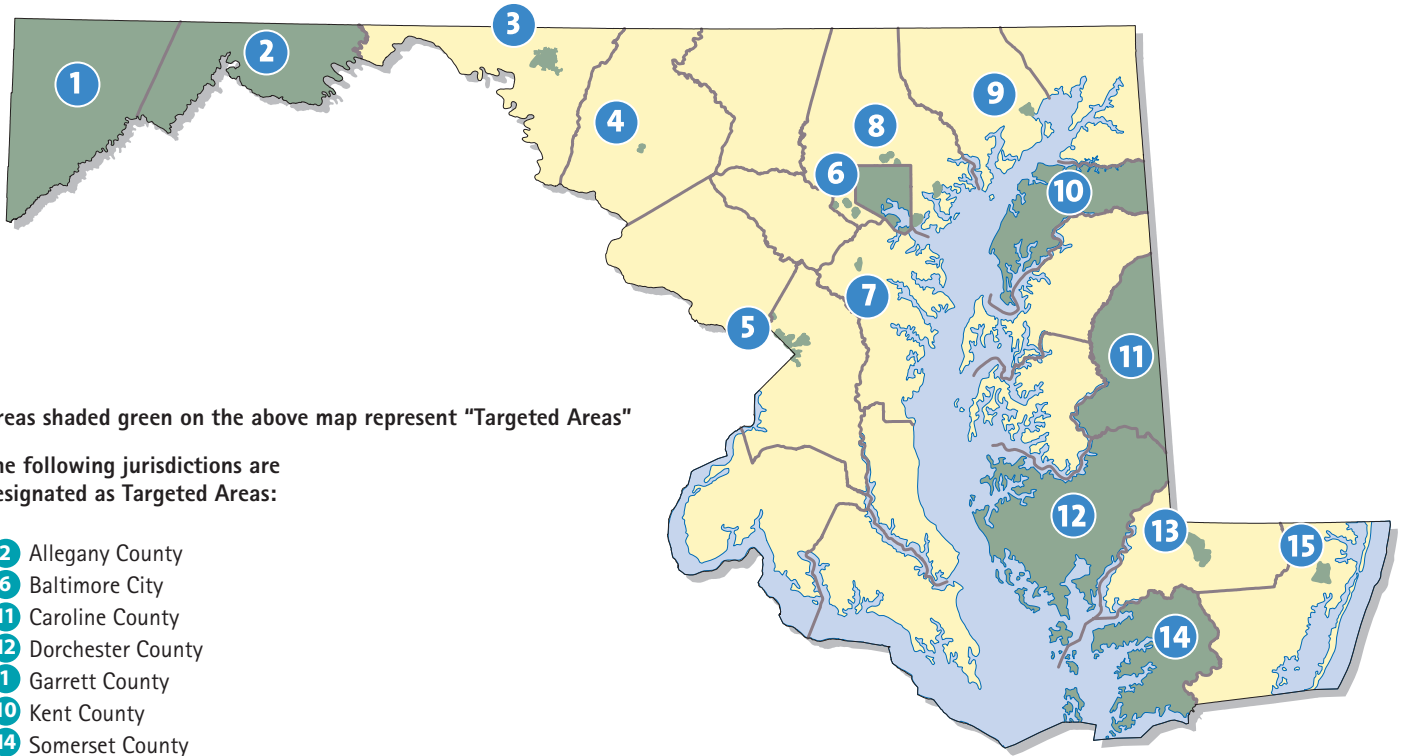 3
1
2
4
9
8
6
10
7
5
11
12
13
15
14
reas shaded green on the above map represent "Targeted Areas"
he following jurisdictions are
esignated as Targeted Areas:
2 Allegany County
6 Baltimore City
11 Caroline County
12 Dorchester County
1 Garrett County
10 Kent County
14 Somerset County